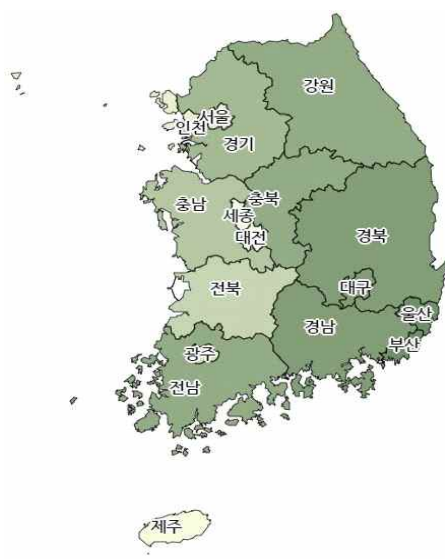 강원
서울
인천
경기
충북
충남
세종
대전
경북
전북
대구
울산
경남
부산
광주
전남
제주